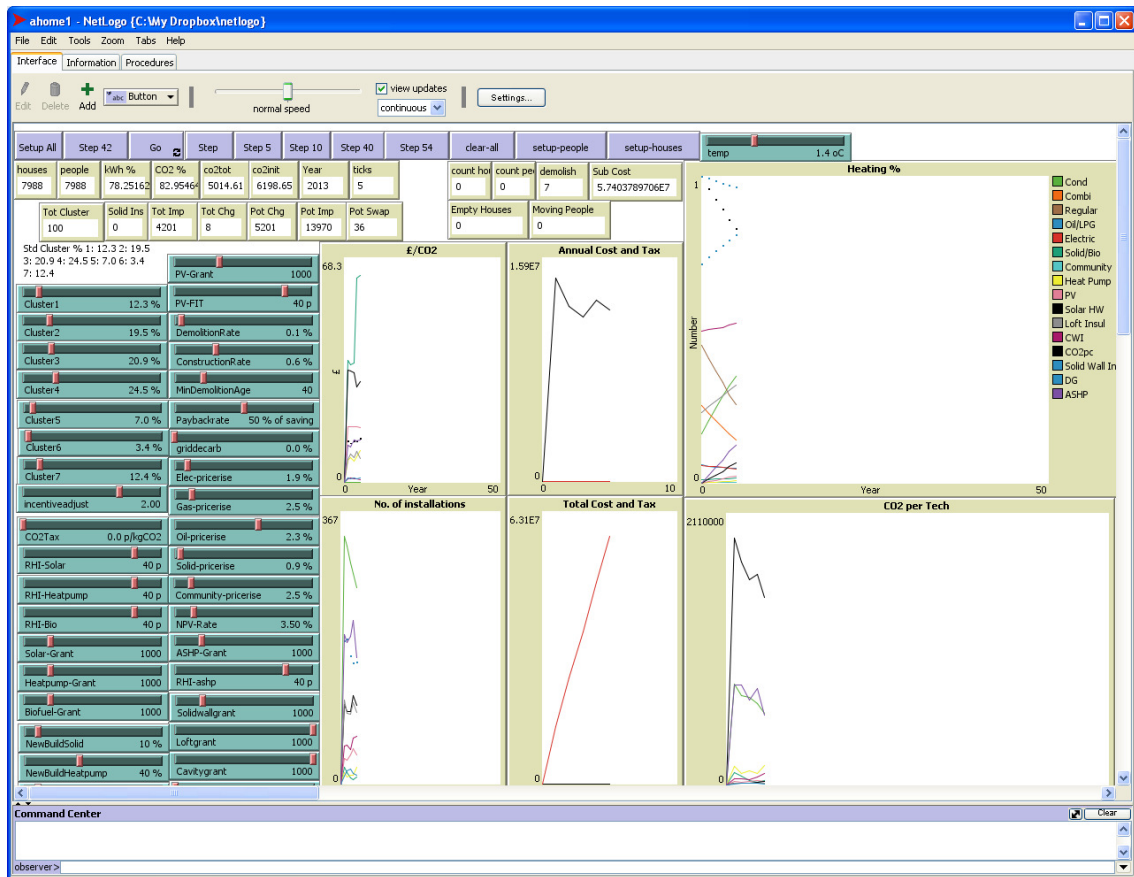 ahome1 - NetLogo {C:\My Dropbox\netlogo}
File Edit Tools Zoom Tabs Help
Interface Information Procedures
Edit Delete Add abc Button normal speed view updates continuous Settings...
Setup All Step 42 Go Step Step 5 Step 10 Step 40 Step 54 clear-all setup-people setup-houses temp 1.4 oC
houses people kWh % CO2 % co2tot co2init Year ticks count hou count peo demolish Sub Cost
7988 7988 78.25162 82.95464 5014.61 6198.65 2013 5 0 0 7 5.7403789706E7
Tot Cluster Solid Ins Tot Imp Tot Chg Pot Chg Pot Imp Pot Swap Empty Houses Moving People
100 0 4201 8 5201 13970 36 0 0
Std Cluster % 1: 12.3 2: 19.5
3: 20.9 4: 24.5 5: 7.0 6: 3.4
7: 12.4
PV-Grant 1000
Cluster1 12.3 % PV-FIT 40 p
Cluster2 19.5 % DemolitionRate 0.1 %
Cluster3 20.9 % ConstructionRate 0.6 %
Cluster4 24.5 % MinDemolitionAge 40
Cluster5 7.0 % Paybackrate 50 % of saving
Cluster6 3.4 % griddecarb 0.0 %
Cluster7 12.4 % Elec-pricerise 1.9 %
incentiveadjust 2.00 Gas-pricerise 2.5 %
CO2Tax 0.0 p/kgCO2 Oil-pricerise 2.3 %
RHI-Solar 40 p Solid-pricerise 0.9 %
RHI-Heatpump 40 p Community-pricerise 2.5 %
RHI-Bio 40 p NPV-Rate 3.50 %
Solar-Grant 1000 ASHP-Grant 1000
Heatpump-Grant 1000 RHI-ashp 40 p
Biofuel-Grant 1000 Solidwallgrant 1000
NewBuildSolid 10 % Loftgrant 1000
NewBuildHeatpump 40 % Cavitygrant 1000
£/CO2
68.3
£
0
0 Year 50
Annual Cost and Tax
1.59E7
0
0 10
Heating %
1
Number
0
0 Year 50
Cond
Combi
Regular
Oil/LPG
Electric
Solid/Bio
Community
Heat Pump
PV
Solar HW
Loft Insul
CWI
CO2pc
Solid Wall In
DG
ASHP
No. of installations
367
0
Total Cost and Tax
6.31E7
0
CO2 per Tech
2110000
0
Command Center Clear
observer>